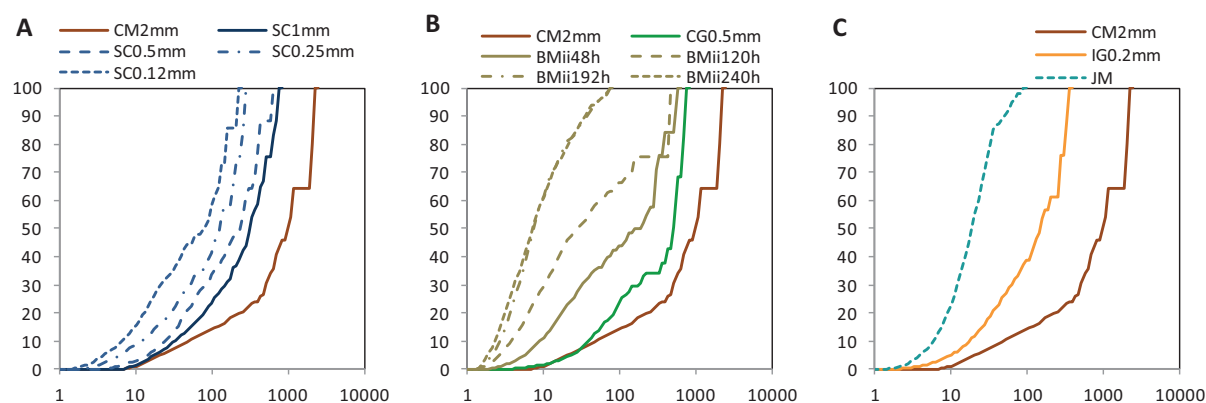 A
CM2mm SC1mm
SC0.5mm SC0.25mm
SC0.12mm
100
90
80
70
60
50
40
30
20
10
0
1 10 100 1000 10000
B
CM2mm CG0.5mm
BMii48h BMii120h
BMii192h BMii240h
100
90
80
70
60
50
40
30
20
10
0
1 10 100 1000 10000
C
CM2mm
IG0.2mm
JM
100
90
80
70
60
50
40
30
20
10
0
1 10 100 1000 10000